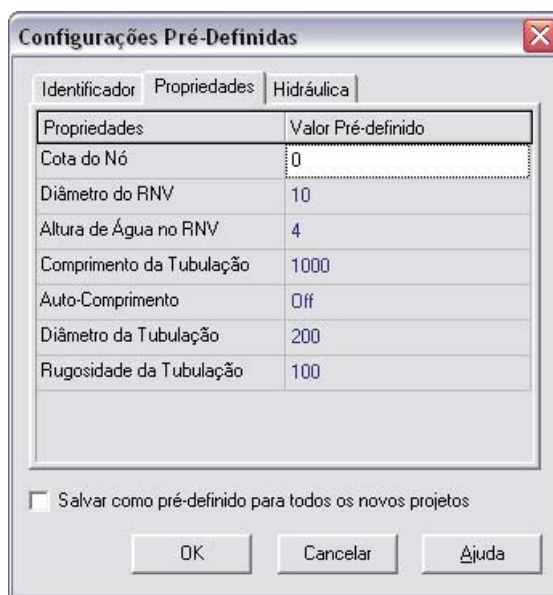 Configurações Pré-Definidas
Identificador Propriedades Hidráulica
Propriedades Valor Pré-definido
Cota do Nó 0
Diâmetro do RNV 10
Altura de Água no RNV 4
Comprimento da Tubulação 1000
Auto-Comprimento Off
Diâmetro da Tubulação 200
Rugosidade da Tubulação 100
Salvar como pré-definido para todos os novos projetos
OK Cancelar Ajuda